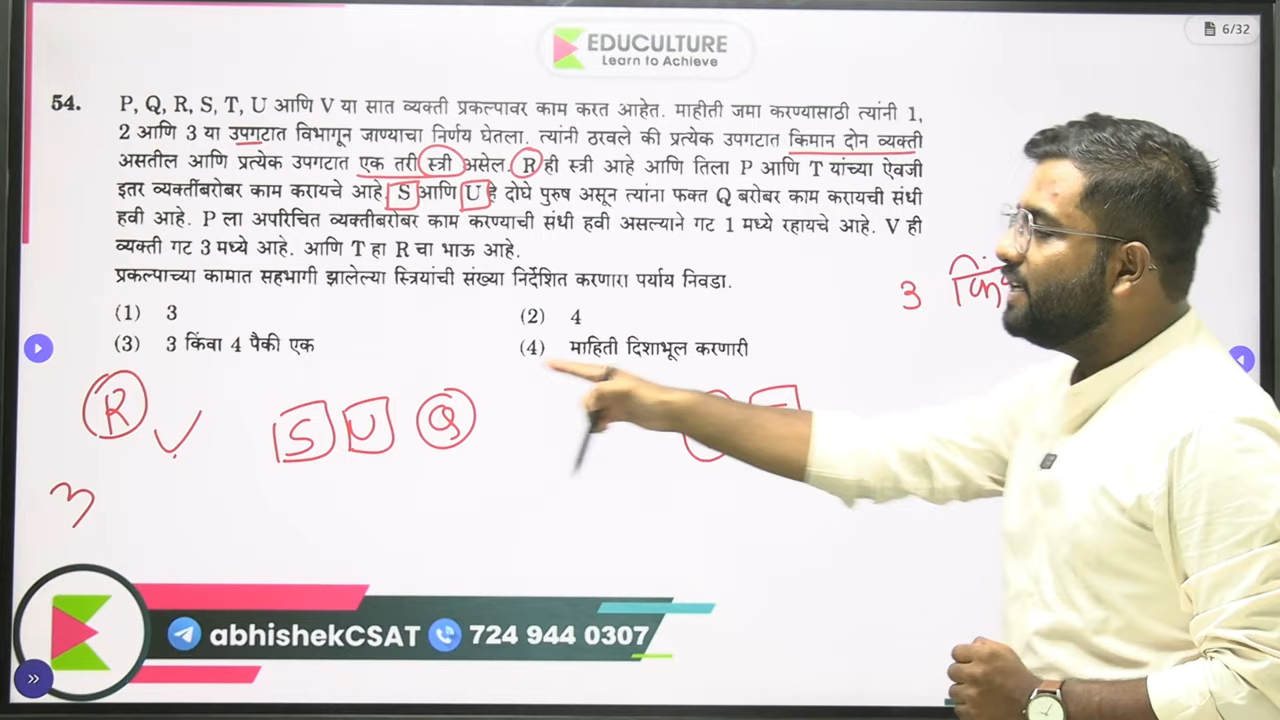 EDUCULTURE
Learn to Achieve
6/32
54. P, Q, R, S, T, U आणि V या सात व्यक्ती प्रकल्पावर काम करत आहेत. माहीती जमा करण्यासाठी त्यांनी 1,
2 आणि 3 या उपगटात विभागून जाण्याचा निर्णय घेतला. त्यांनी ठरवले की प्रत्येक उपगटात किमान दोन व्यक्ती
असतील आणि प्रत्येक उपगटात एक तरी स्त्री असेल. R ही स्त्री आहे आणि तिला P आणि T यांच्या ऐवजी
इतर व्यक्तींबरोबर काम करायचे आहे S आणि U हे दोघे पुरुष असून त्यांना फक्त Q बरोबर काम करायची संधी
हवी आहे. P ला अपरिचित व्यक्तीबरोबर काम करण्याची संधी हवी असल्याने गट 1 मध्ये रहायचे आहे. V ही
व्यक्ती गट 3 मध्ये आहे. आणि T हा R चा भाऊ आहे.
प्रकल्पाच्या कामात सहभागी झालेल्या स्त्रियांची संख्या निर्देशित करणारा पर्याय निवडा.
(1) 3 (2) 4
(3) 3 किंवा 4 पैकी एक (4) माहिती दिशाभूल करणारी
3
R S U Q
3
abhishekCSAT 724 944 0307